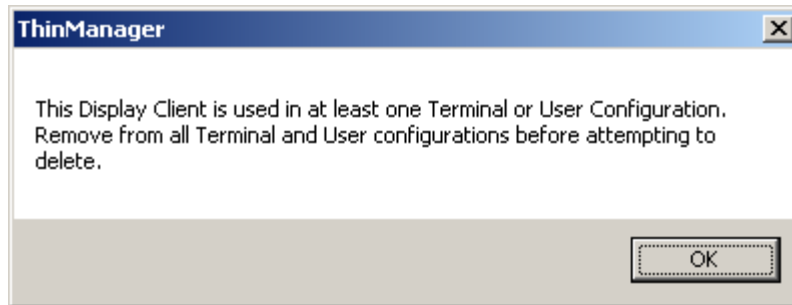 ThinManager
This Display Client is used in at least one Terminal or User Configuration.
Remove from all Terminal and User configurations before attempting to
delete.
OK